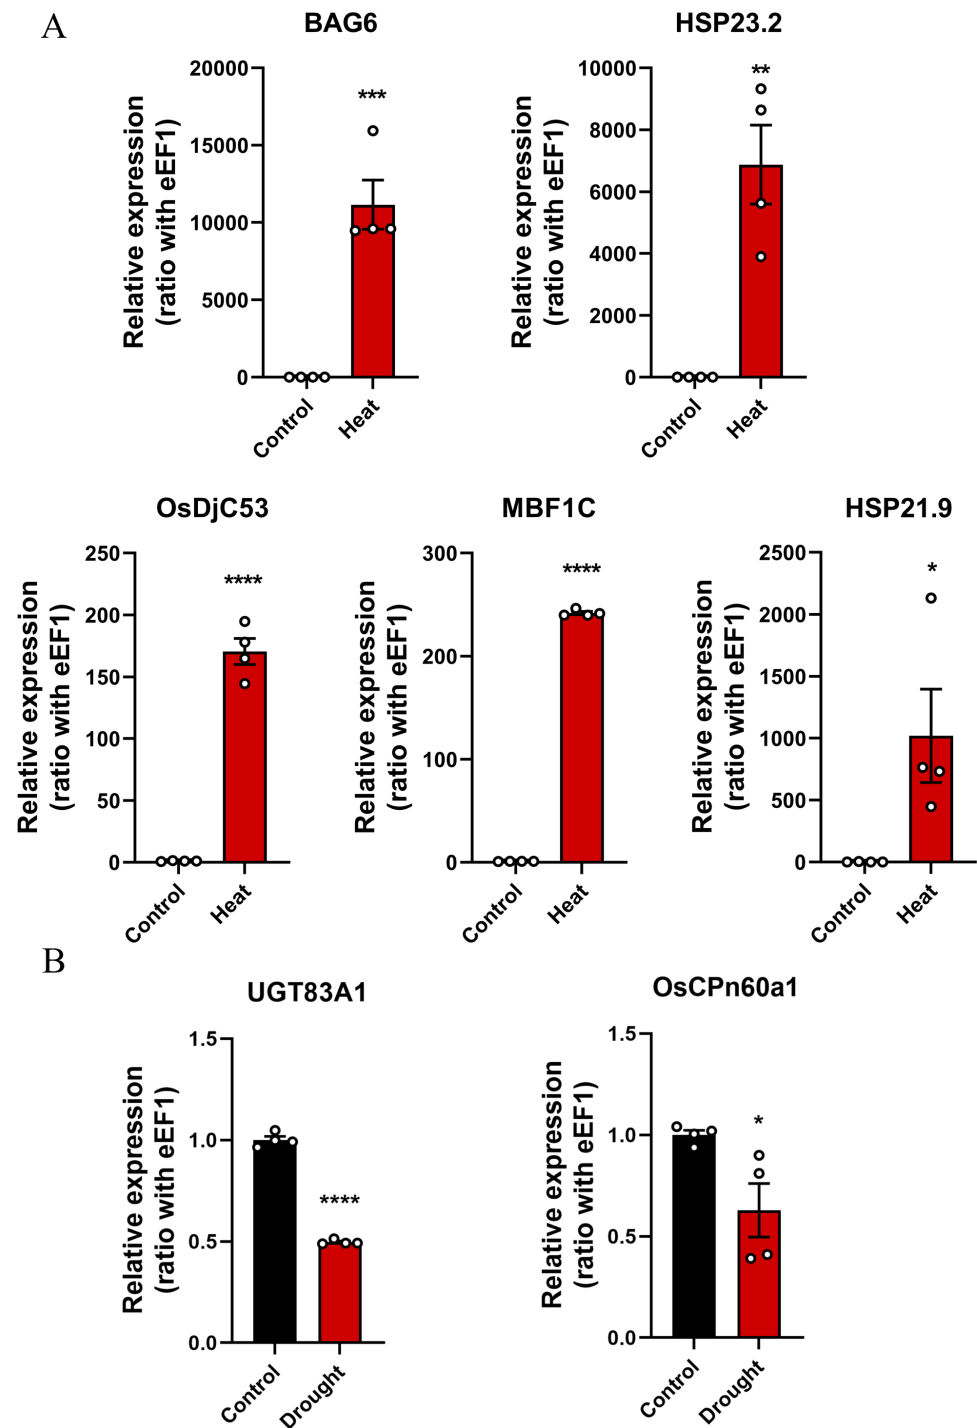 A
BAG6
HSP23.2
Relative expression
(ratio with eEF1)
20000
15000
10000
5000
0
***
Control
Heat
Relative expression
(ratio with eEF1)
10000
8000
6000
4000
2000
0
**
Control
Heat
OsDjC53
MBF1C
HSP21.9
Relative expression
(ratio with eEF1)
250
200
150
100
50
0
****
Control
Heat
Relative expression
(ratio with eEF1)
300
200
100
0
****
Control
Heat
Relative expression
(ratio with eEF1)
2500
2000
1500
1000
500
0
*
Control
Heat
B
UGT83A1
OsCPn60a1
Relative expression
(ratio with eEF1)
1.5
1.0
0.5
0.0
****
Control
Drought
Relative expression
(ratio with eEF1)
1.5
1.0
0.5
0.0
*
Control
Drought